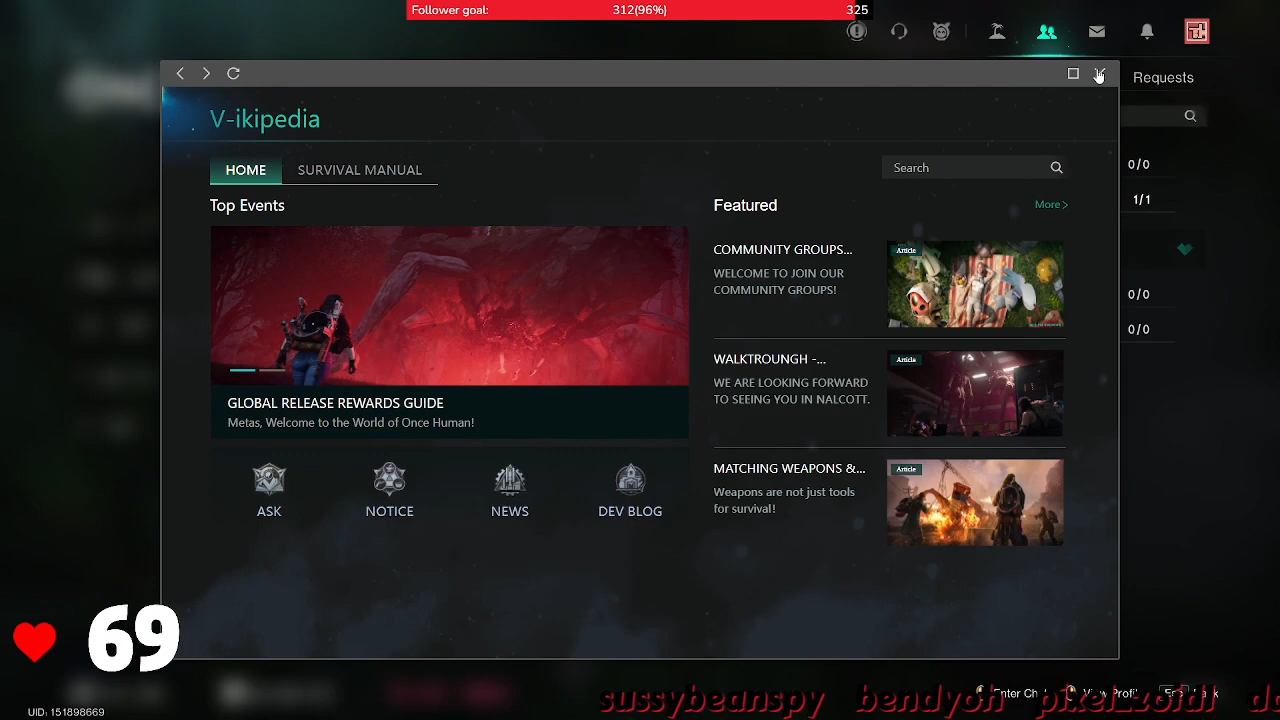 Follower goal: 312(96%) 325
Requests
V-ikipedia
HOME SURVIVAL MANUAL
Search
Top Events
Featured
More >
0/0
1/1
COMMUNITY GROUPS...
WELCOME TO JOIN OUR
COMMUNITY GROUPS!
Article
0/0
0/0
WALKTROUNGH -...
WE ARE LOOKING FORWARD
TO SEEING YOU IN NALCOTT.
Article
GLOBAL RELEASE REWARDS GUIDE
Metas, Welcome to the World of Once Human!
MATCHING WEAPONS &...
Weapons are not just tools
for survival!
Article
ASK NOTICE NEWS DEV BLOG
69
sussybeanspy bendyoh
Enter
View
UID: 151898669